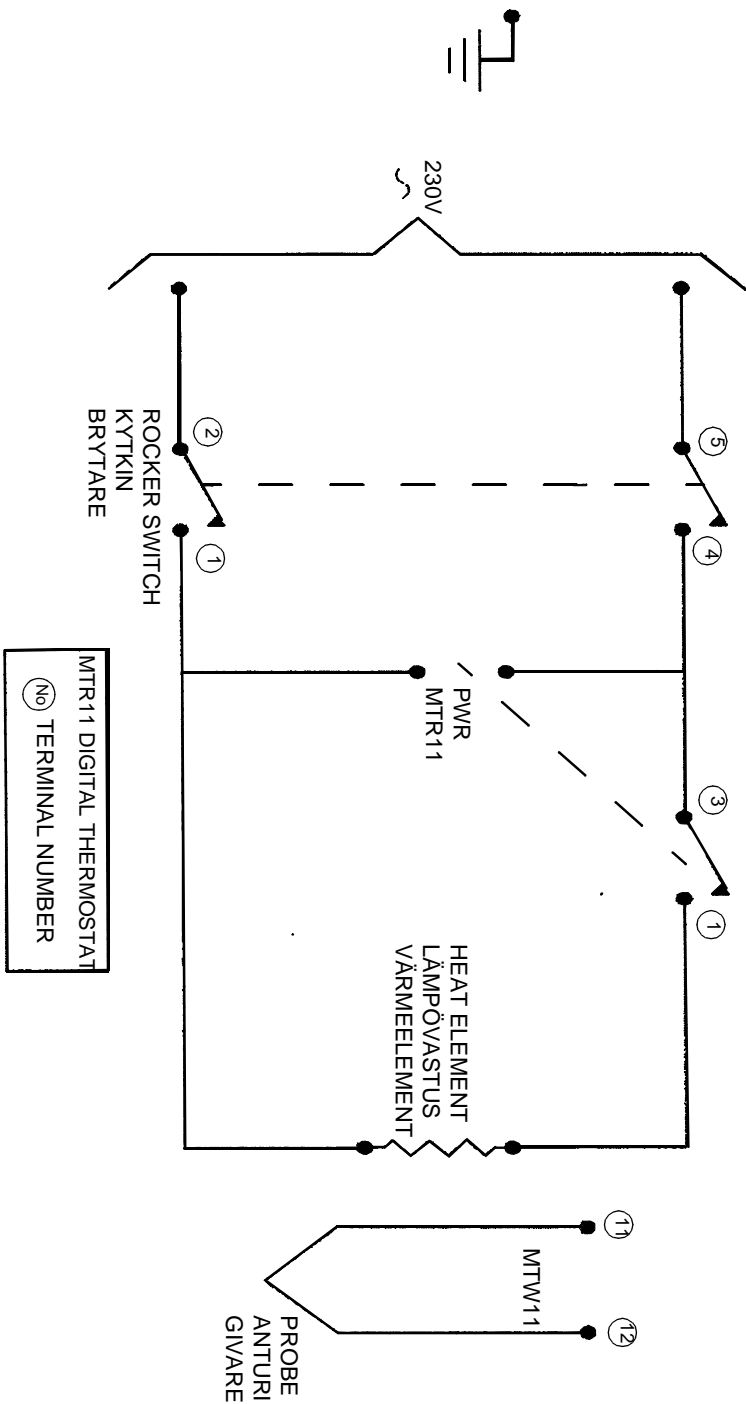 230V
~
5
4
3
1
2
1
ROCKER SWITCH
KYTKIN
BRYTARE
PWR
MTR11
HEAT ELEMENT
LÄMPÖVASTUS
VÄRMEELEMENT
11
MTW11
12
PROBE
ANTURI
GIVARE
MTR11 DIGITAL THERMOSTAT
No TERMINAL NUMBER